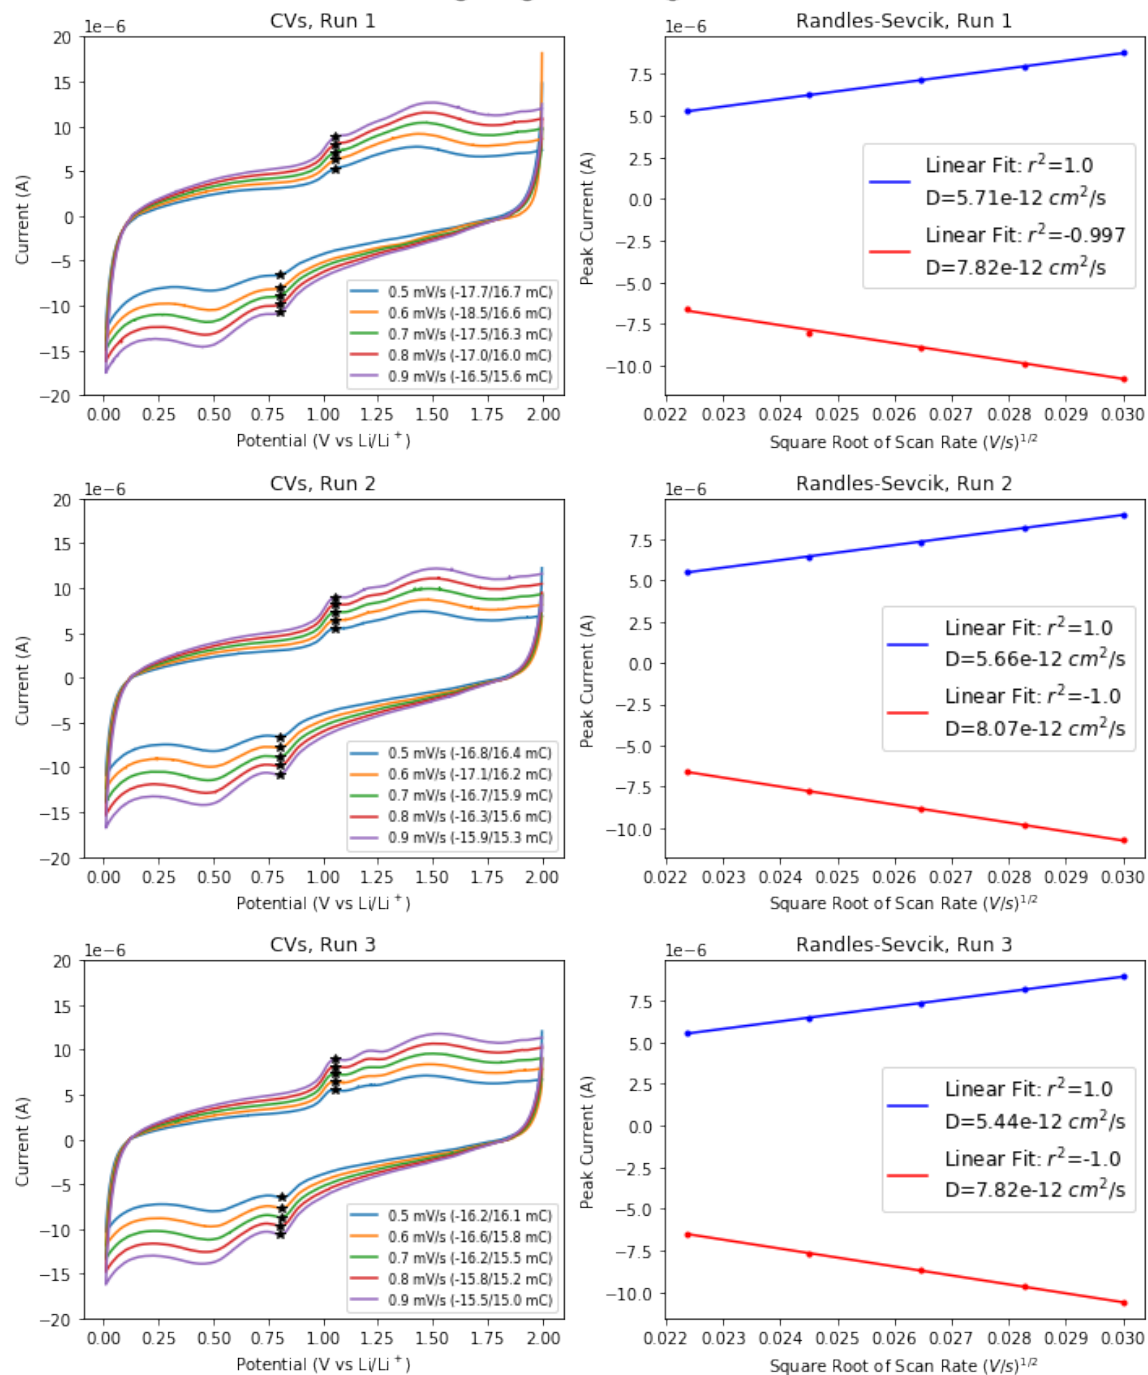 CVs, Run 1
1e−6
20
15
10
5
0
−5
−10
−15
−20
Current (A)
0.5 mV/s (-17.7/16.7 mC)
0.6 mV/s (-18.5/16.6 mC)
0.7 mV/s (-17.5/16.3 mC)
0.8 mV/s (-17.0/16.0 mC)
0.9 mV/s (-16.5/15.6 mC)
0.00 0.25 0.50 0.75 1.00 1.25 1.50 1.75 2.00
Potential (V vs Li/Li⁺)
Randles-Sevcik, Run 1
1e−6
7.5
5.0
2.5
0.0
−2.5
−5.0
−7.5
−10.0
Peak Current (A)
Linear Fit: r²=1.0
D=5.71e-12 cm²/s
Linear Fit: r²=-0.997
D=7.82e-12 cm²/s
0.022 0.023 0.024 0.025 0.026 0.027 0.028 0.029 0.030
Square Root of Scan Rate (V/s)^1/2
CVs, Run 2
1e−6
20
15
10
5
0
−5
−10
−15
−20
Current (A)
0.5 mV/s (-16.8/16.4 mC)
0.6 mV/s (-17.1/16.2 mC)
0.7 mV/s (-16.7/15.9 mC)
0.8 mV/s (-16.3/15.6 mC)
0.9 mV/s (-15.9/15.3 mC)
0.00 0.25 0.50 0.75 1.00 1.25 1.50 1.75 2.00
Potential (V vs Li/Li⁺)
Randles-Sevcik, Run 2
1e−6
7.5
5.0
2.5
0.0
−2.5
−5.0
−7.5
−10.0
Peak Current (A)
Linear Fit: r²=1.0
D=5.66e-12 cm²/s
Linear Fit: r²=-1.0
D=8.07e-12 cm²/s
0.022 0.023 0.024 0.025 0.026 0.027 0.028 0.029 0.030
Square Root of Scan Rate (V/s)^1/2
CVs, Run 3
1e−6
20
15
10
5
0
−5
−10
−15
−20
Current (A)
0.5 mV/s (-16.2/16.1 mC)
0.6 mV/s (-16.6/15.8 mC)
0.7 mV/s (-16.2/15.5 mC)
0.8 mV/s (-15.8/15.2 mC)
0.9 mV/s (-15.5/15.0 mC)
0.00 0.25 0.50 0.75 1.00 1.25 1.50 1.75 2.00
Potential (V vs Li/Li⁺)
Randles-Sevcik, Run 3
1e−6
7.5
5.0
2.5
0.0
−2.5
−5.0
−7.5
−10.0
Peak Current (A)
Linear Fit: r²=1.0
D=5.44e-12 cm²/s
Linear Fit: r²=-1.0
D=7.82e-12 cm²/s
0.022 0.023 0.024 0.025 0.026 0.027 0.028 0.029 0.030
Square Root of Scan Rate (V/s)^1/2